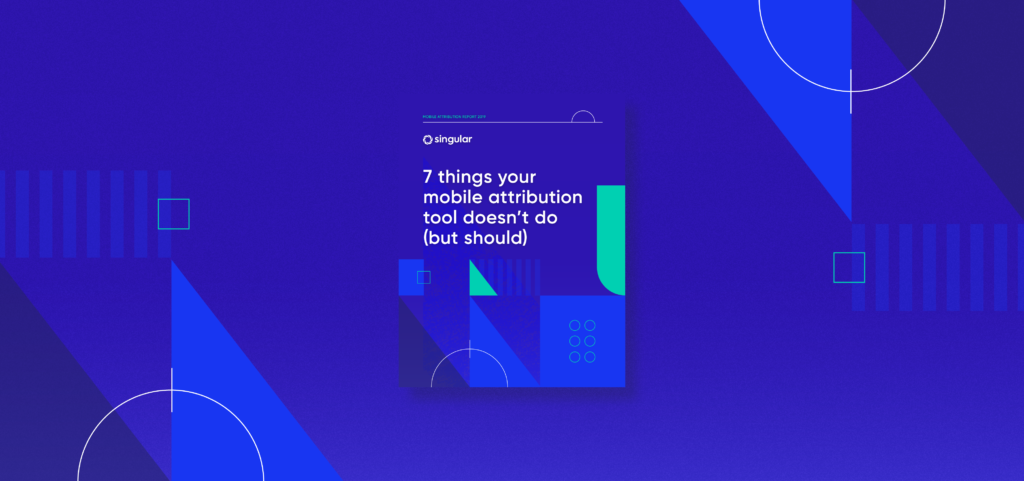 MOBILE ATTRIBUTION REPORT 2019
singular
7 things your
mobile attribution
tool doesn’t do
(but should)